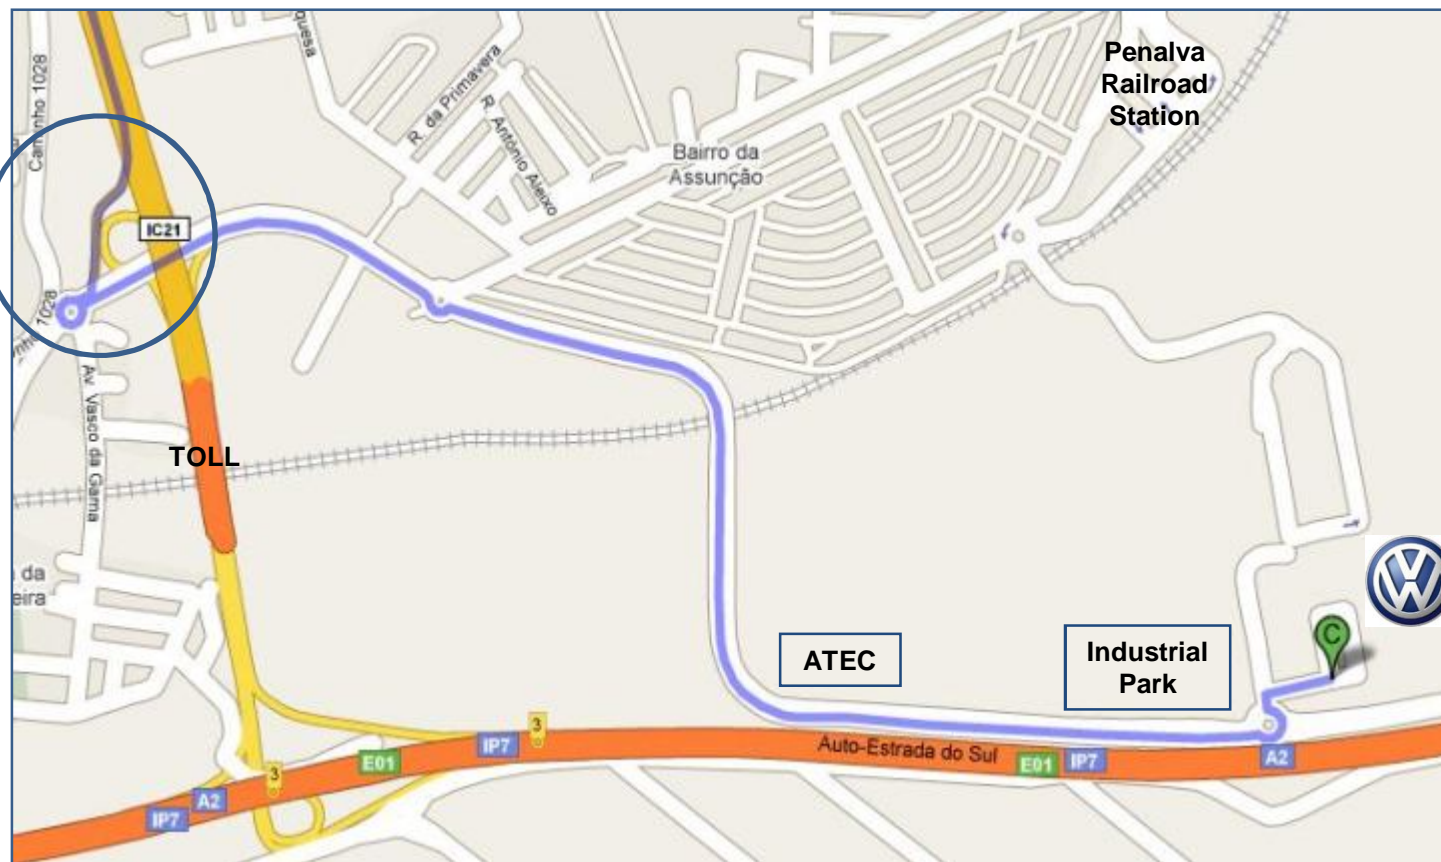 Caminho 1028
quesa
R. da Primavera
R. António Aleixo
Penalva
Railroad
Station
Bairro da
Assunção
IC21
1028
Av. Vasco da Gama
TOLL
da
eira
ATEC
Industrial
Park
C
3
IP7
E01
Auto-Estrada do Sul
E01
IP7
A2
3
A2
IP7